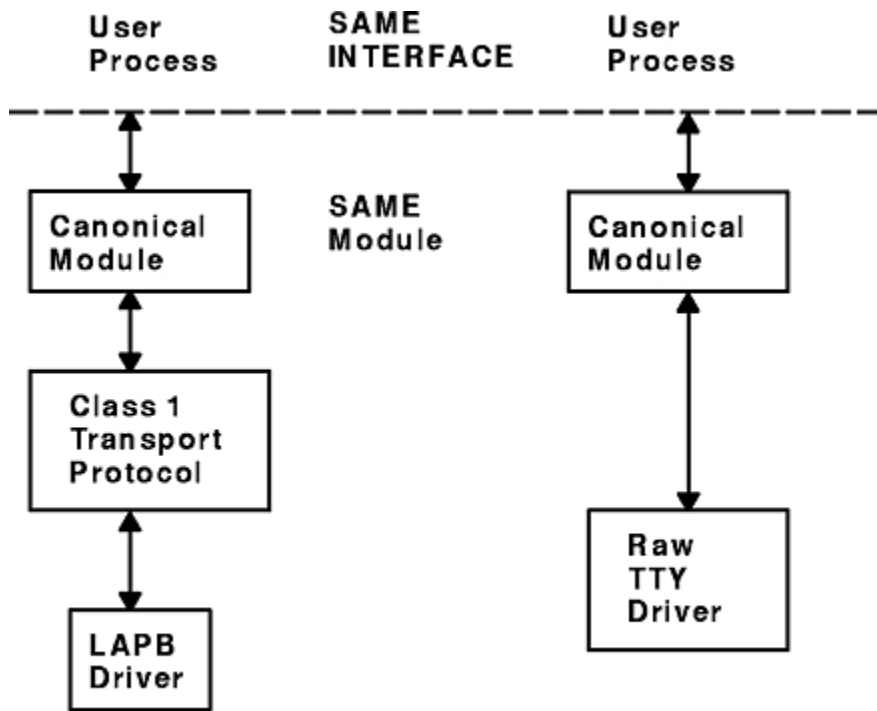 User
Process
SAME
INTERFACE
User
Process
Canonical
Module
SAME
Module
Canonical
Module
Class 1
Transport
Protocol
Raw
TTY
Driver
LAPB
Driver